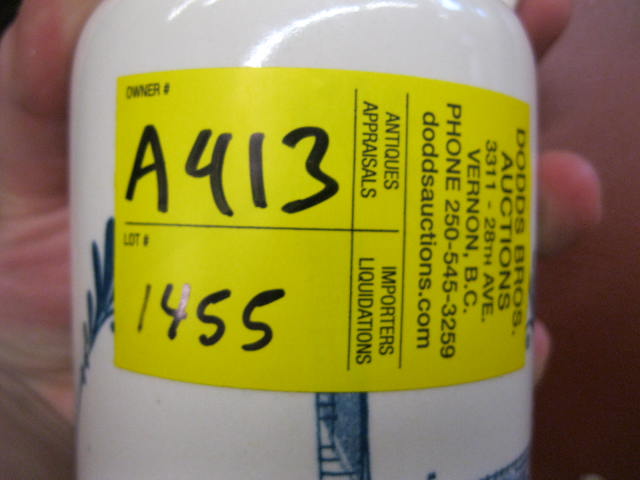 OWNER #
A413
LOT #
1455
ANTIQUES
APPRAISALS
IMPORTERS
LIQUIDATIONS
DODDS BROS.
AUCTIONS
3311 - 28TH AVE.
VERNON, B.C.
PHONE 250-545-3259
doddsauctions.com